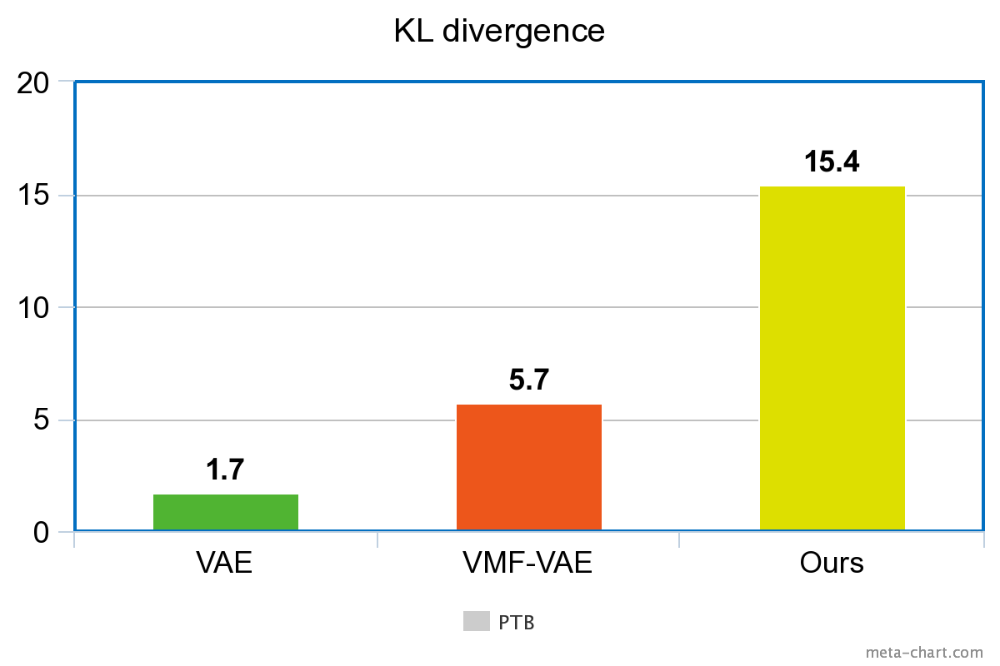 KL divergence
20
15
10
5
0
1.7
5.7
15.4
VAE
VMF-VAE
Ours
PTB
meta-chart.com